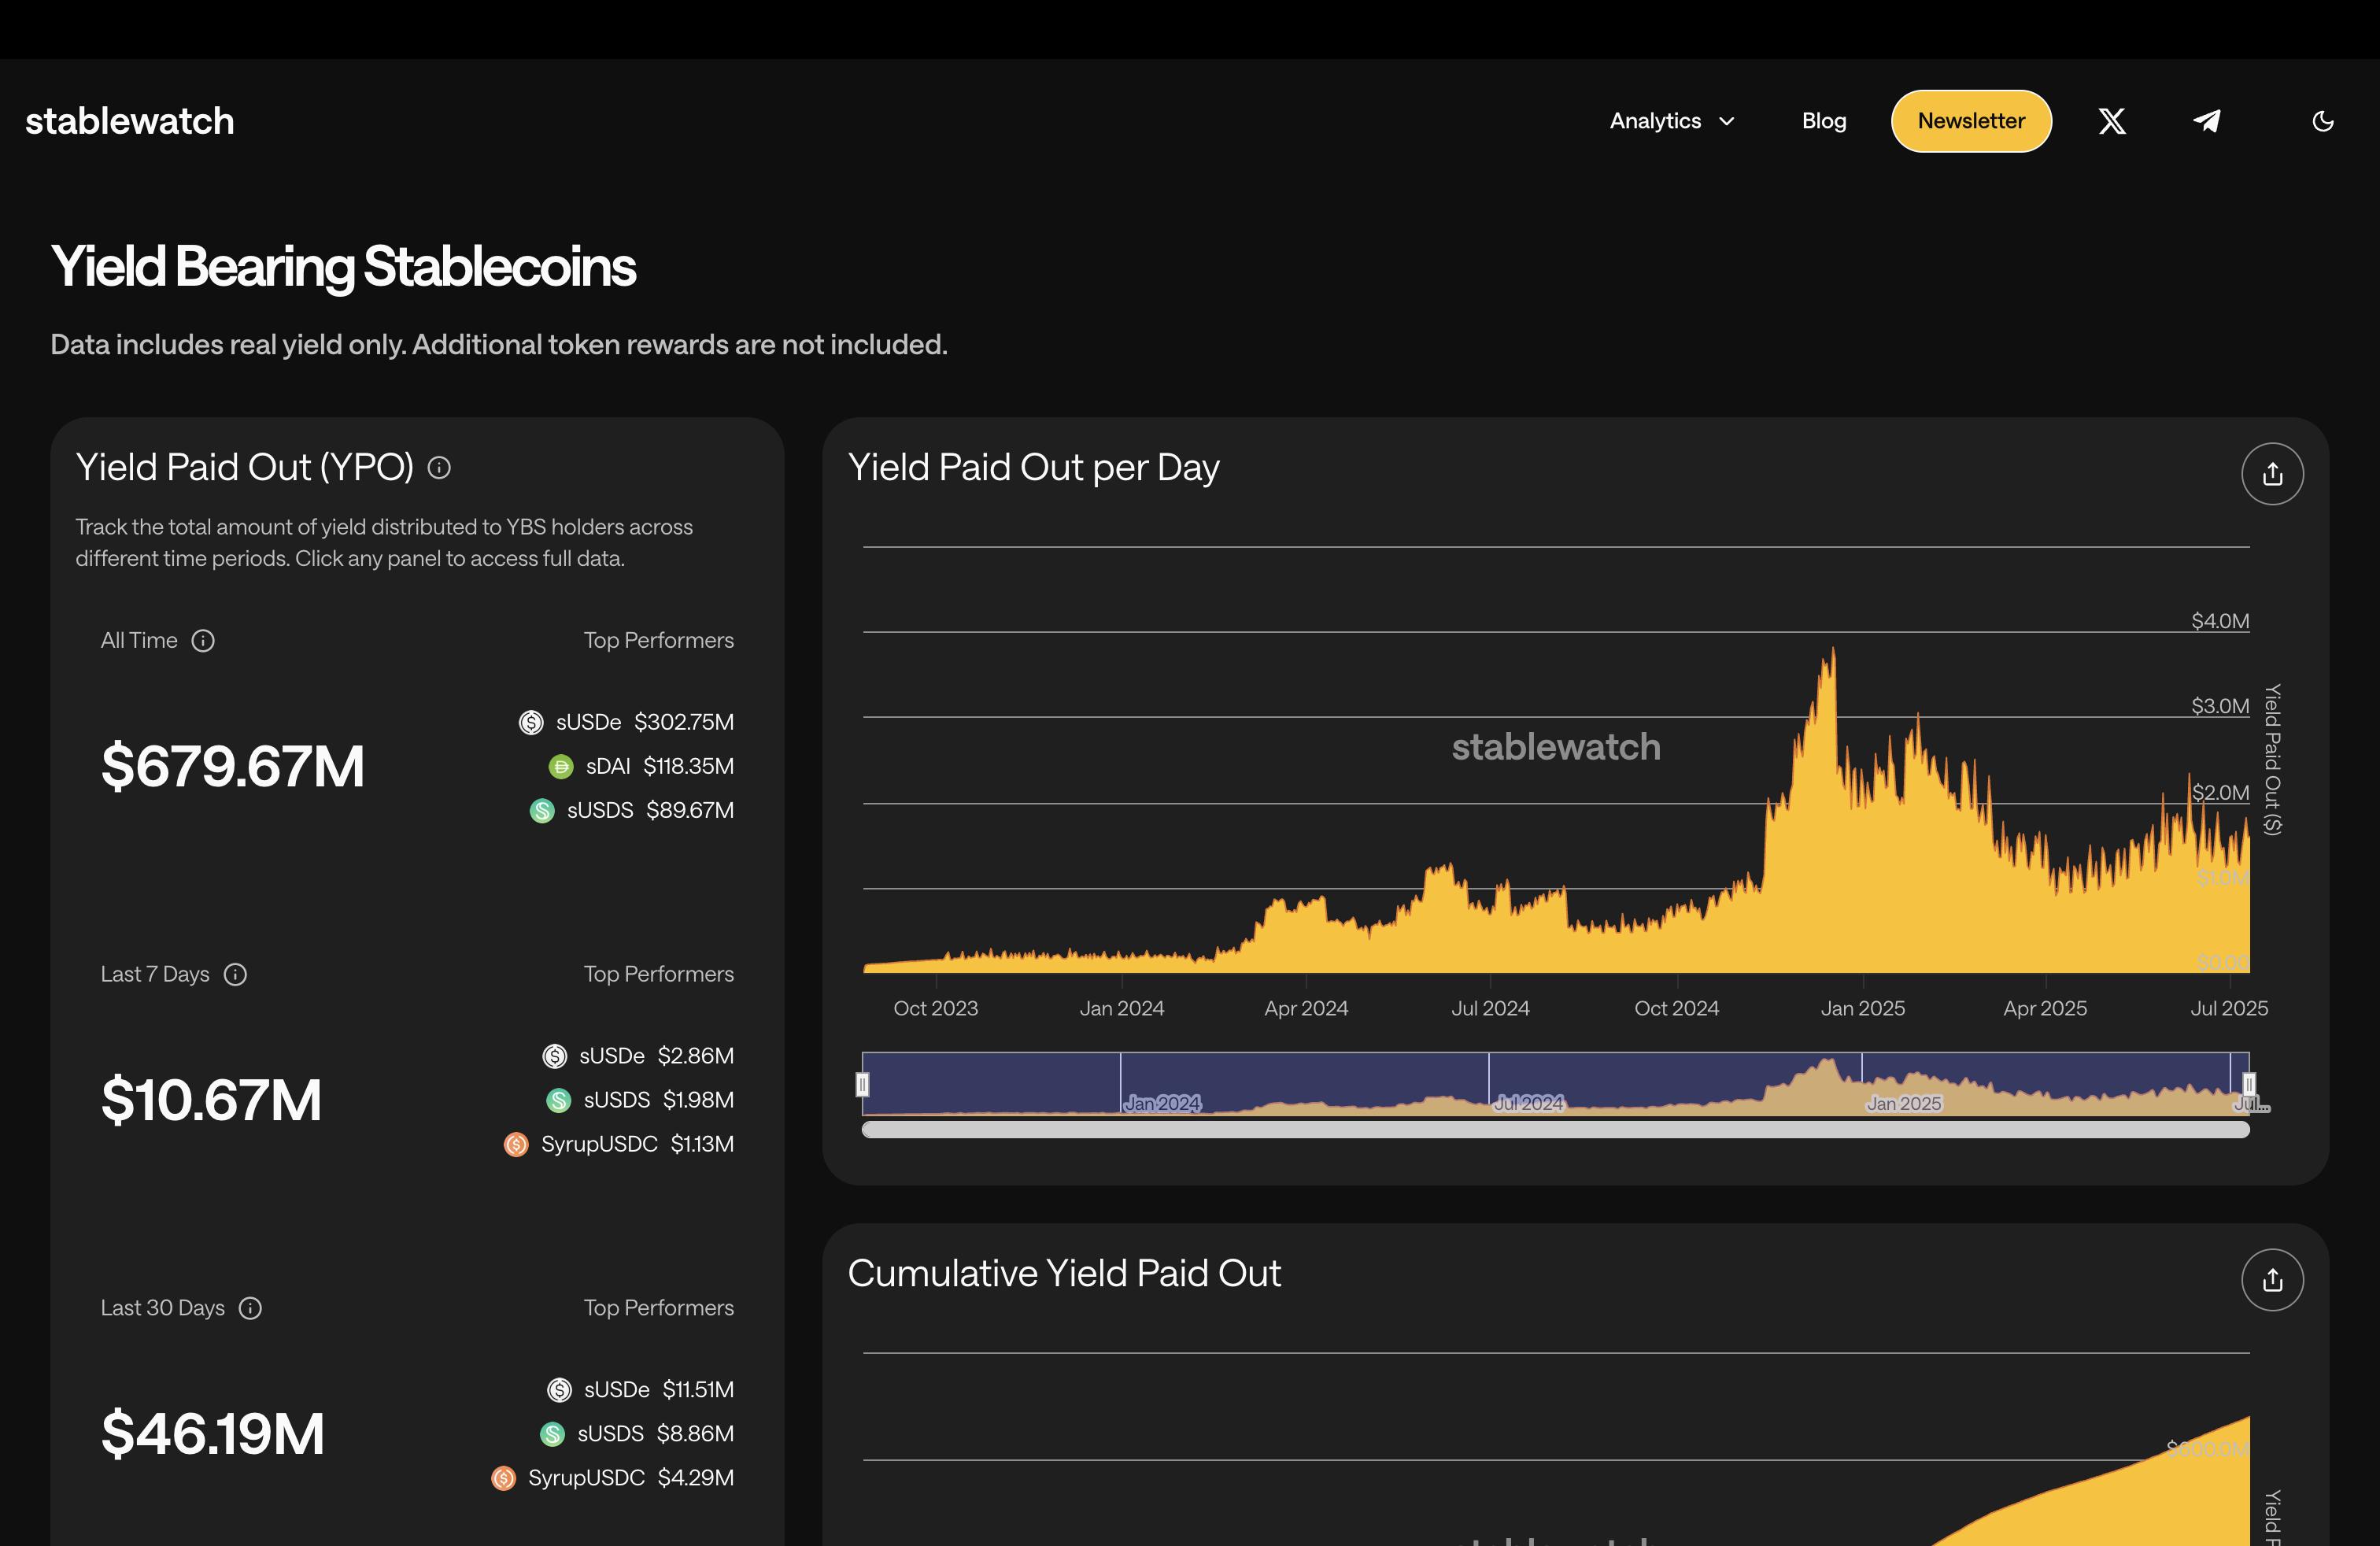 stablewatch
Analytics
Blog
Newsletter
Yield Bearing Stablecoins
Data includes real yield only. Additional token rewards are not included.
Yield Paid Out (YPO)
Track the total amount of yield distributed to YBS holders across
different time periods. Click any panel to access full data.
All Time
Top Performers
$679.67M
sUSDe $302.75M
sDAI $118.35M
sUSDS $89.67M
Last 7 Days
Top Performers
$10.67M
sUSDe $2.86M
sUSDS $1.98M
SyrupUSDC $1.13M
Last 30 Days
Top Performers
$46.19M
sUSDe $11.51M
sUSDS $8.86M
SyrupUSDC $4.29M
Yield Paid Out per Day
$4.0M
$3.0M
$2.0M
$1.0M
$0.00
Yield Paid Out ($)
stablewatch
Oct 2023
Jan 2024
Apr 2024
Jul 2024
Oct 2024
Jan 2025
Apr 2025
Jul 2025
Jan 2024
Jul 2024
Jan 2025
Jul...
Cumulative Yield Paid Out
$600.0M
Yield